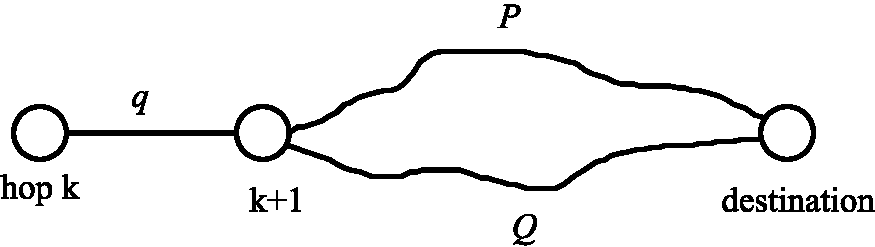 P
q
hop k
k+1
destination
Q